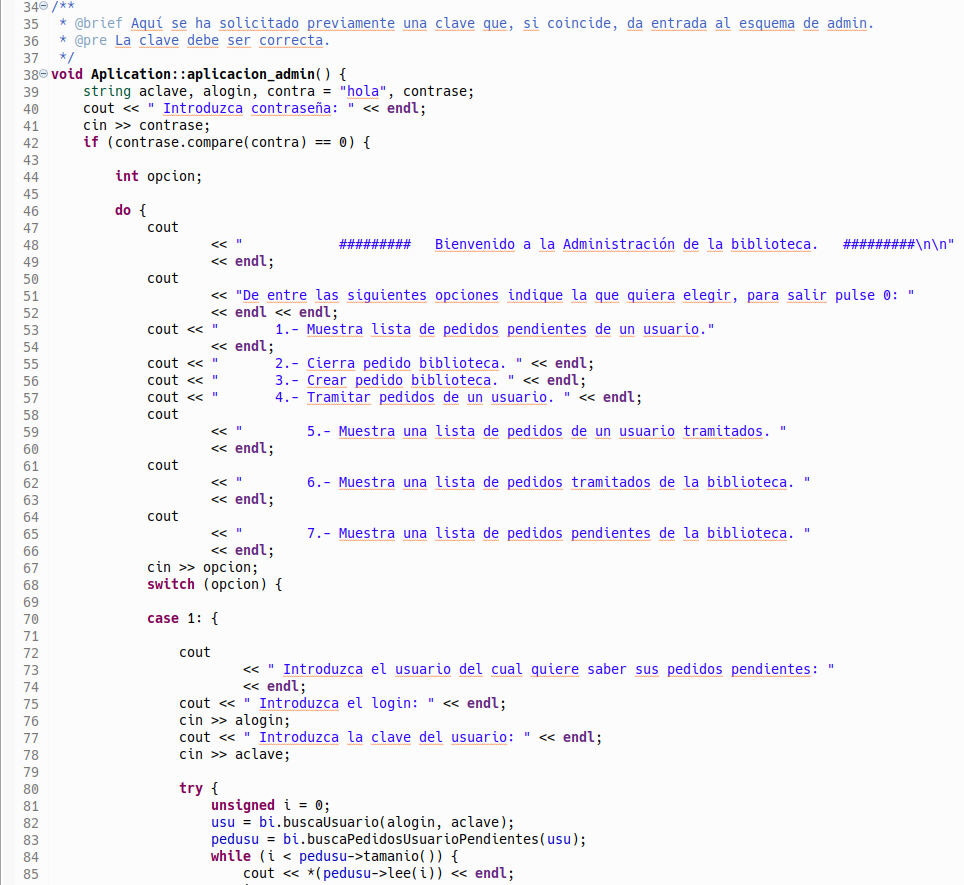 34 /**
35  * @brief Aquí se ha solicitado previamente una clave que, si coincide, da entrada al esquema de admin.
36  * @pre La clave debe ser correcta.
37  */
38 void Aplication::aplicacion_admin() {
39     string aclave, alogin, contra = "hola", contrase;
40     cout << " Introduzca contraseña: " << endl;
41     cin >> contrase;
42     if (contrase.compare(contra) == 0) {
43
44         int opcion;
45
46         do {
47             cout
48                     << "            #########   Bienvenido a la Administración de la biblioteca.   #########\n\n"
49                     << endl;
50             cout
51                     << "De entre las siguientes opciones indique la que quiera elegir, para salir pulse 0: "
52                     << endl << endl;
53             cout << "       1.- Muestra lista de pedidos pendientes de un usuario."
54                     << endl;
55             cout << "       2.- Cierra pedido biblioteca. " << endl;
56             cout << "       3.- Crear pedido biblioteca. " << endl;
57             cout << "       4.- Tramitar pedidos de un usuario. " << endl;
58             cout
59                     << "        5.- Muestra una lista de pedidos de un usuario tramitados. "
60                     << endl;
61             cout
62                     << "        6.- Muestra una lista de pedidos tramitados de la biblioteca. "
63                     << endl;
64             cout
65                     << "        7.- Muestra una lista de pedidos pendientes de la biblioteca. "
66                     << endl;
67             cin >> opcion;
68             switch (opcion) {
69
70             case 1: {
71
72                 cout
73                         << " Introduzca el usuario del cual quiere saber sus pedidos pendientes: "
74                         << endl;
75                 cout << " Introduzca el login: " << endl;
76                 cin >> alogin;
77                 cout << " Introduzca la clave del usuario: " << endl;
78                 cin >> aclave;
79
80                 try {
81                     unsigned i = 0;
82                     usu = bi.buscaUsuario(alogin, aclave);
83                     pedusu = bi.buscaPedidosUsuarioPendientes(usu);
84                     while (i < pedusu->tamanio()) {
85                         cout << *(pedusu->lee(i)) << endl;